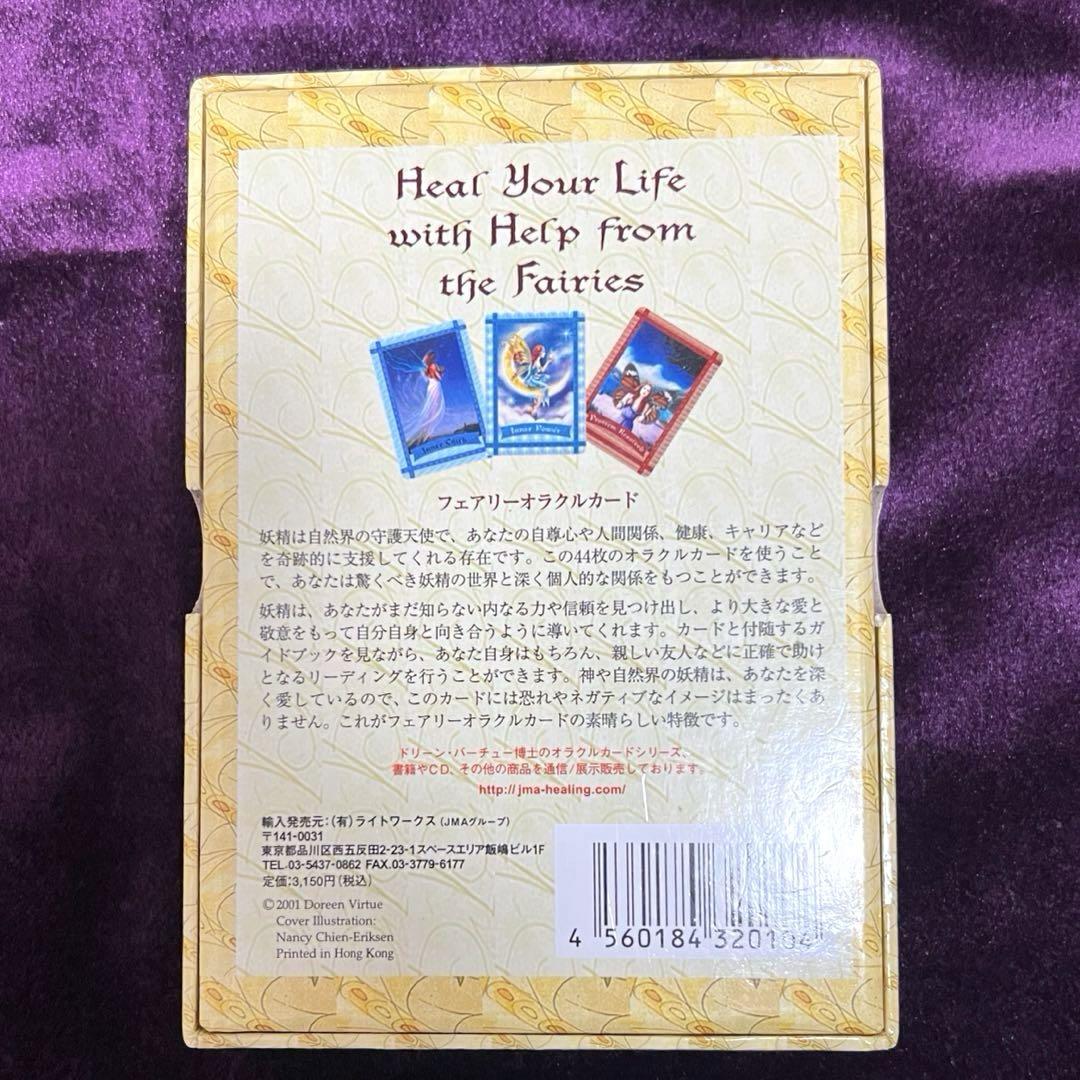 Heal Your Life
with Help from
the Fairies
Inner Power
フェアリーオラクルカード
妖精は自然界の守護天使で、あなたの自尊心や人間関係、健康、キャリアなど
を奇跡的に支援してくれる存在です。この44枚のオラクルカードを使うこと
で、あなたは驚くべき妖精の世界と深く個人的な関係をもつことができます。
妖精は、あなたがまだ知らない内なる力や信頼を見つけ出し、より大きな愛と
敬意をもって自分自身と向き合うように導いてくれます。カードと付随するガ
イドブックを見ながら、あなた自身はもちろん、親しい友人などに正確で助け
となるリーディングを行うことができます。神や自然界の妖精は、あなたを深
く愛しているので、このカードには恐れやネガティブなイメージはまったくあ
りません。これがフェアリーオラクルカードの素晴らしい特徴です。
ドリーン・バーチュー博士のオラクルカードシリーズ、
書籍やCD、その他の商品を通信/展示販売しております。
http://jma-healing.com/
輸入発売元:(有)ライトワークス(JMAグループ)
〒141-0031
東京都品川区西五反田2-23-1スペースエリア飯嶋ビル1F
TEL.03-5437-0862 FAX.03-3779-6177
定価:3,150円(税込)
©2001 Doreen Virtue
Cover Illustration:
Nancy Chien-Eriksen
Printed in Hong Kong
4 560184 320104